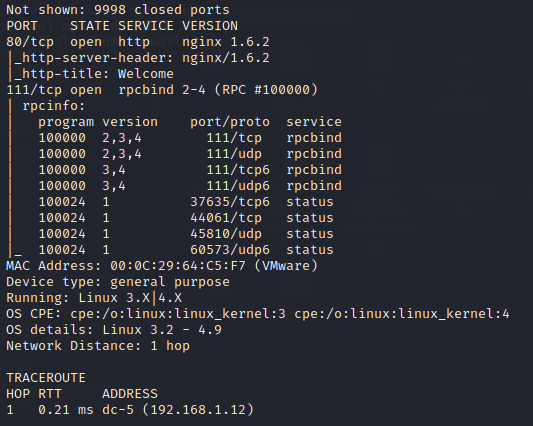 Not shown: 9998 closed ports
PORT    STATE SERVICE VERSION
80/tcp  open  http    nginx 1.6.2
|_http-server-header: nginx/1.6.2
|_http-title: Welcome
111/tcp open  rpcbind 2-4 (RPC #100000)
| rpcinfo:
|   program version    port/proto  service
|   100000  2,3,4        111/tcp   rpcbind
|   100000  2,3,4        111/udp   rpcbind
|   100000  3,4          111/tcp6  rpcbind
|   100000  3,4          111/udp6  rpcbind
|   100024  1          37635/tcp6  status
|   100024  1          44061/tcp   status
|   100024  1          45810/udp   status
|_  100024  1          60573/udp6  status
MAC Address: 00:0C:29:64:C5:F7 (VMware)
Device type: general purpose
Running: Linux 3.X|4.X
OS CPE: cpe:/o:linux:linux_kernel:3 cpe:/o:linux:linux_kernel:4
OS details: Linux 3.2 - 4.9
Network Distance: 1 hop
TRACEROUTE
HOP RTT     ADDRESS
1   0.21 ms dc-5 (192.168.1.12)